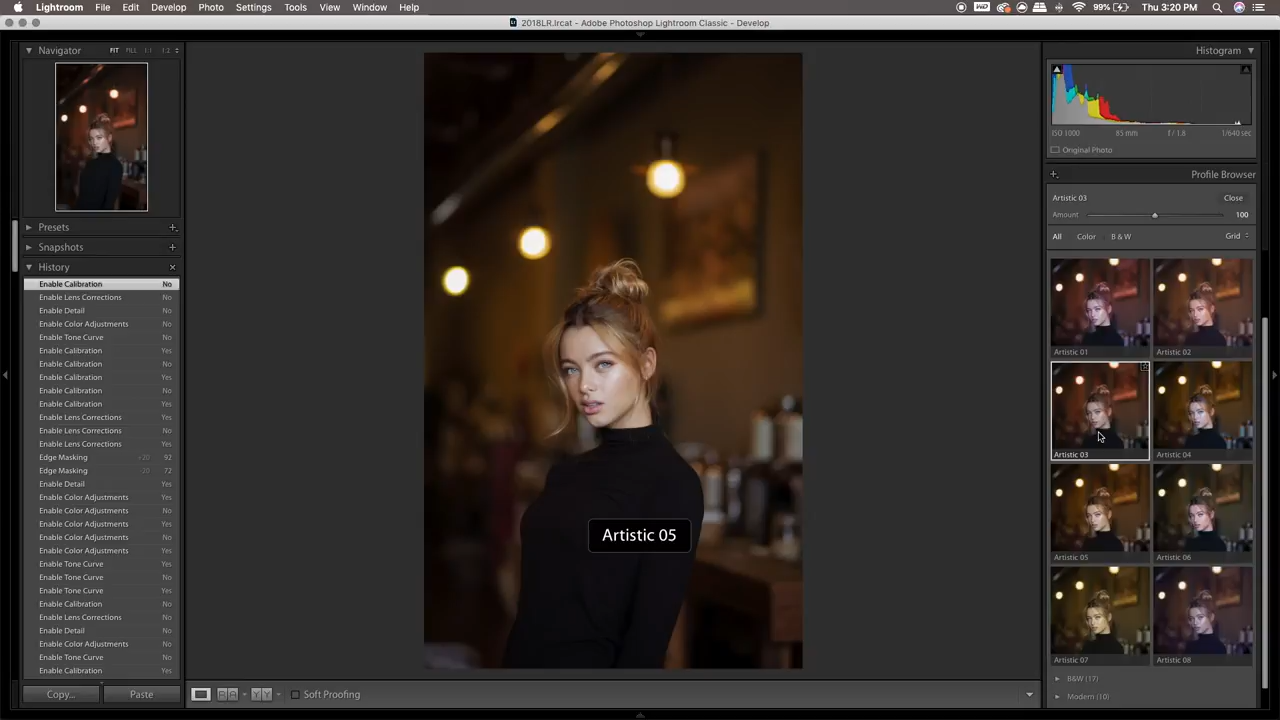 Lightroom File Edit Develop Photo Settings Tools View Window Help 99% Thu 3:20 PM
2018LR.lrcat - Adobe Photoshop Lightroom Classic - Develop
Navigator FIT FILL 1:1 1:2
Presets
Snapshots
History
Enable Calibration No
Enable Lens Corrections No
Enable Detail No
Enable Color Adjustments No
Enable Tone Curve No
Enable Calibration Yes
Enable Calibration No
Enable Calibration Yes
Enable Calibration No
Enable Calibration Yes
Enable Lens Corrections Yes
Enable Lens Corrections No
Enable Lens Corrections Yes
Edge Masking +20 92
Edge Masking -20 72
Enable Detail Yes
Enable Color Adjustments Yes
Enable Color Adjustments No
Enable Color Adjustments Yes
Enable Color Adjustments No
Enable Color Adjustments Yes
Enable Tone Curve Yes
Enable Tone Curve No
Enable Tone Curve Yes
Enable Calibration No
Enable Lens Corrections No
Enable Detail No
Enable Color Adjustments No
Enable Tone Curve No
Enable Calibration Yes
Copy... Paste
Artistic 05
Soft Proofing
Histogram
ISO 1000 85 mm f / 1.8 1/640 sec
Original Photo
Profile Browser
Artistic 03 Close
Amount 100
All Color B & W Grid
Artistic 01 Artistic 02
Artistic 03 Artistic 04
Artistic 05 Artistic 06
Artistic 07 Artistic 08
B&W (17)
Modern (10)